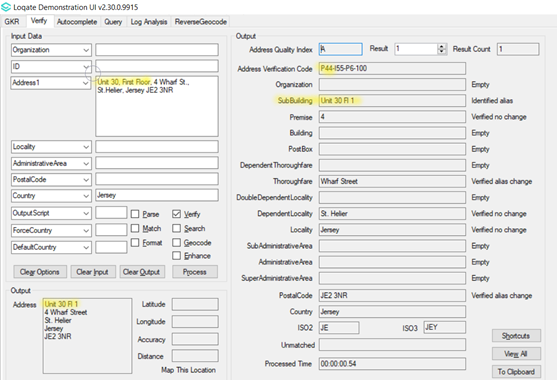 Loqate Demonstration UI v2.30.0.9915
GKR Verify Autocomplete Query Log Analysis ReverseGeocode
Input Data
Organization
ID
Address1
Unit 30, First Floor, 4 Wharf St.,
St.Helier, Jersey JE2 3NR
Locality
AdministrativeArea
PostalCode
Country Jersey
OutputScript Parse Verify
ForceCountry Match Search
DefaultCountry Format Geocode
Enhance
Clear Options Clear Input Clear Output Process
Output
Address
Unit 30 Fl 1
4 Wharf Street
St. Helier
Jersey
JE2 3NR
Latitude
Longitude
Accuracy
Distance
Map This Location
Output
Address Quality Index A Result 1 Result Count 1
Address Verification Code P44-I55-P6-100
Organization Empty
SubBuilding Unit 30 Fl 1 Identified alias
Premise 4 Verified no change
Building Empty
PostBox Empty
DependentThoroughfare Empty
Thoroughfare Wharf Street Verified alias change
DoubleDependentLocality Empty
DependentLocality St. Helier Verified no change
Locality Jersey Verified no change
SubAdministrativeArea Empty
AdministrativeArea Empty
SuperAdministrativeArea Empty
PostalCode JE2 3NR Verified alias change
Country Jersey
ISO2 JE ISO3 JEY
Unmatched
Processed Time 00:00:00.54
Shortcuts
View All
To Clipboard